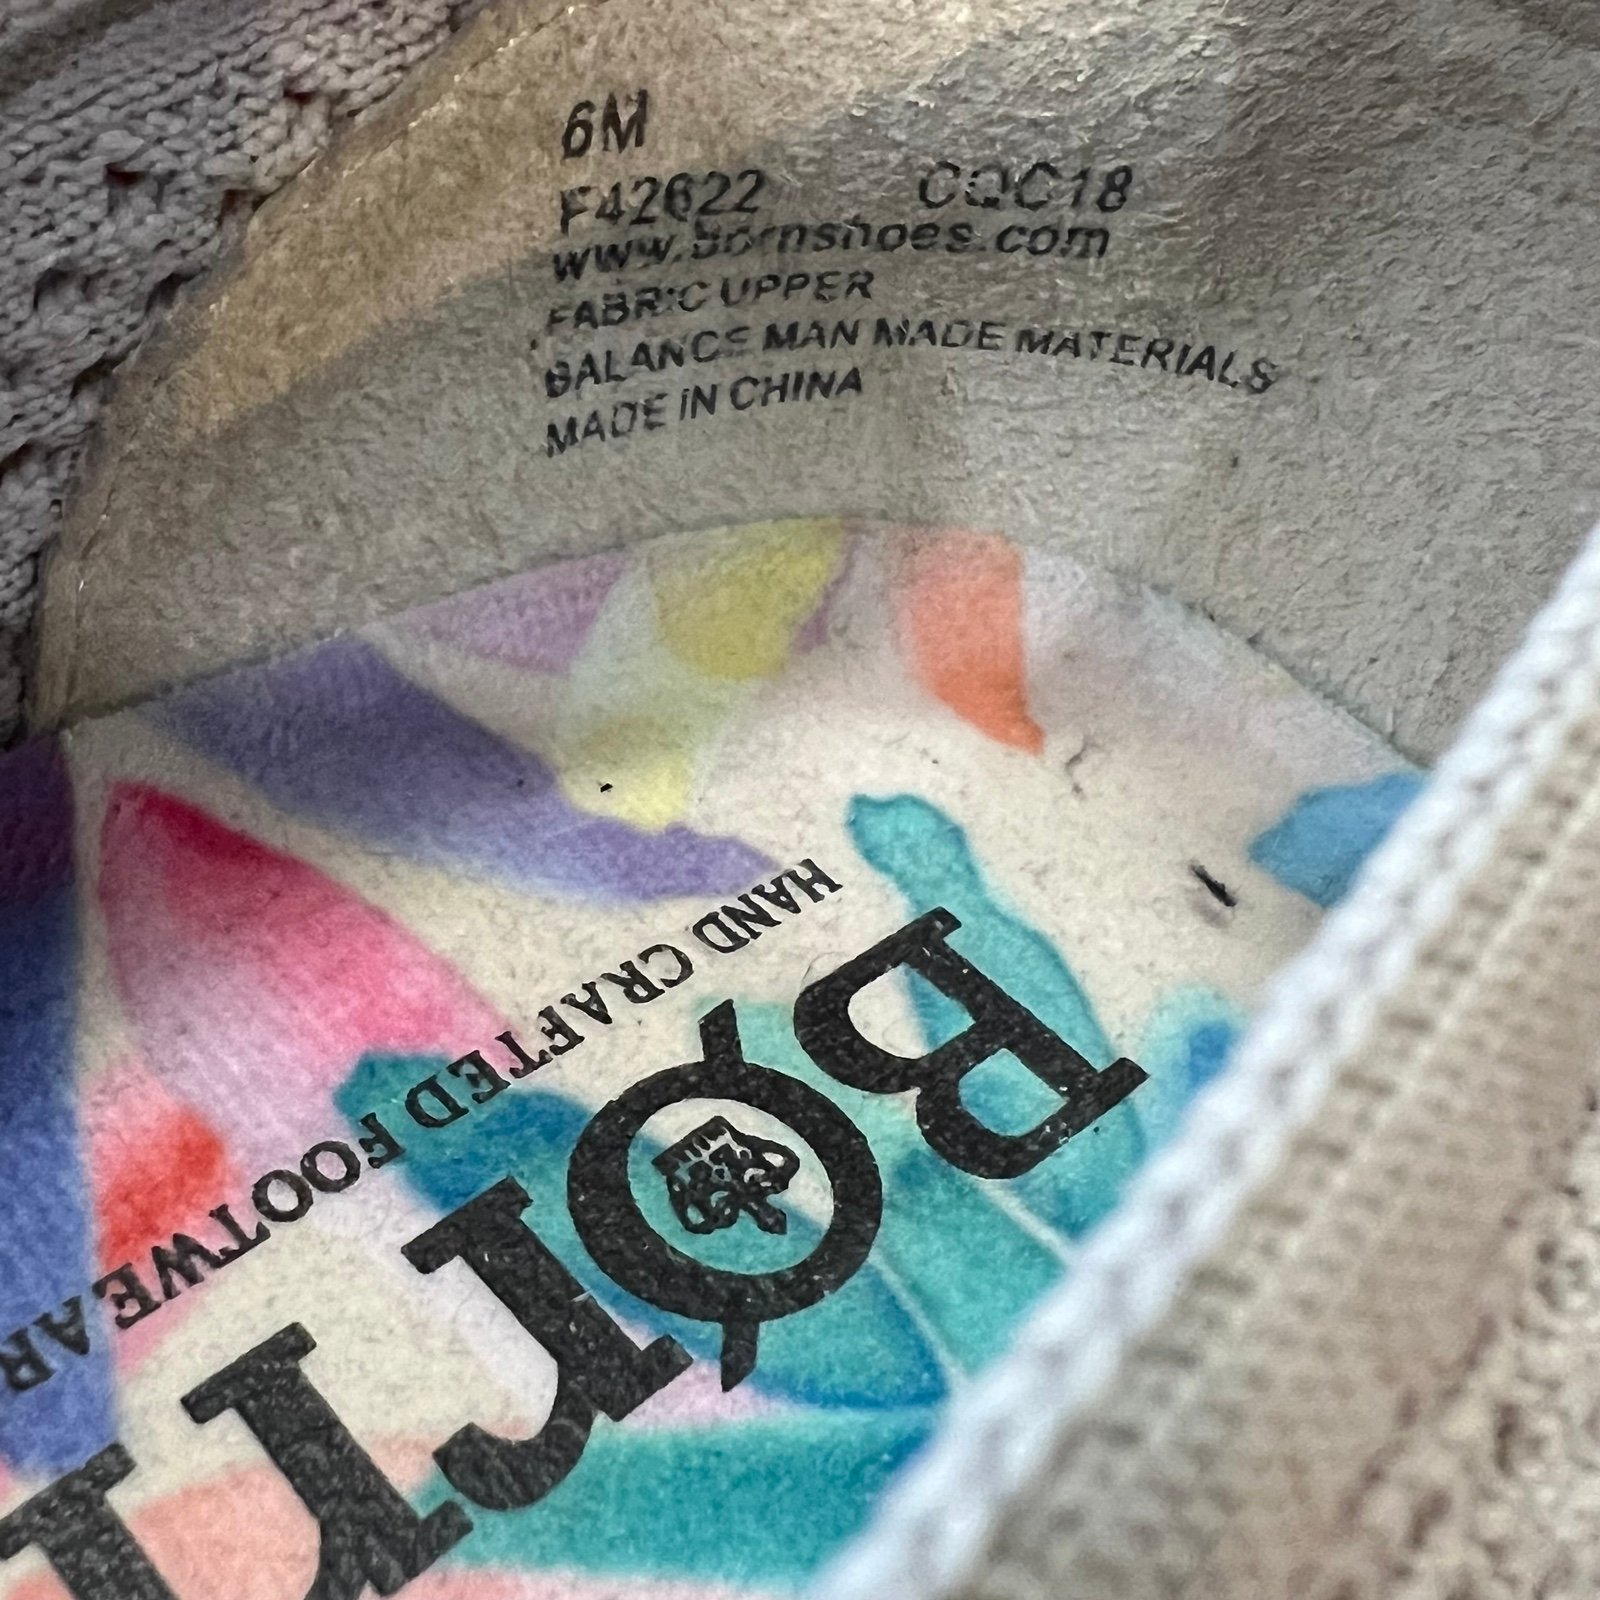 6M
F42622 CQC18
www.Bornshoes.com
FABRIC UPPER
BALANCE MAN MADE MATERIALS
MADE IN CHINA
HAND CRAFTED FOOTWEAR
BØRN